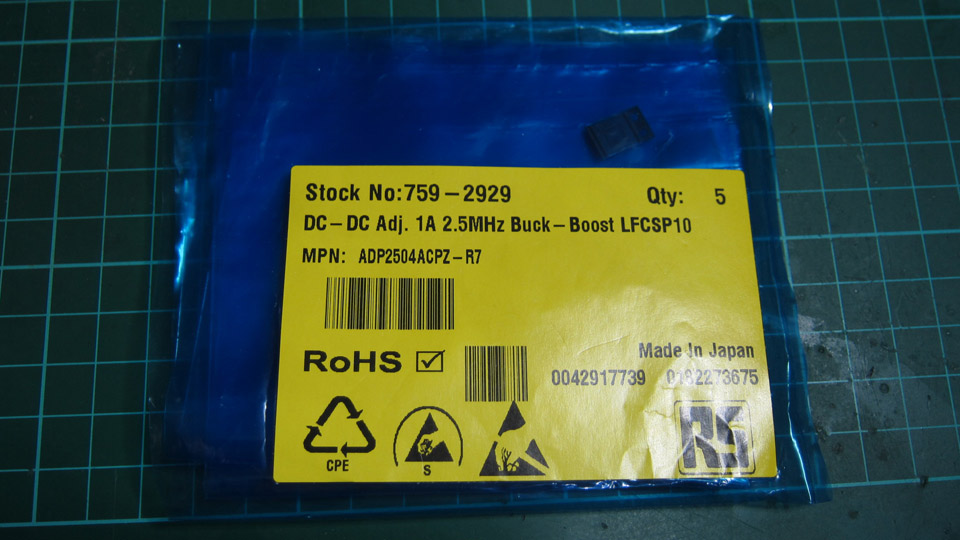 Stock No:759–2929 Qty: 5
DC–DC Adj. 1A 2.5MHz Buck–Boost LFCSP10
MPN: ADP2504ACPZ–R7
RoHS
Made In Japan
0042917739 0182273675
CPE
S
RS